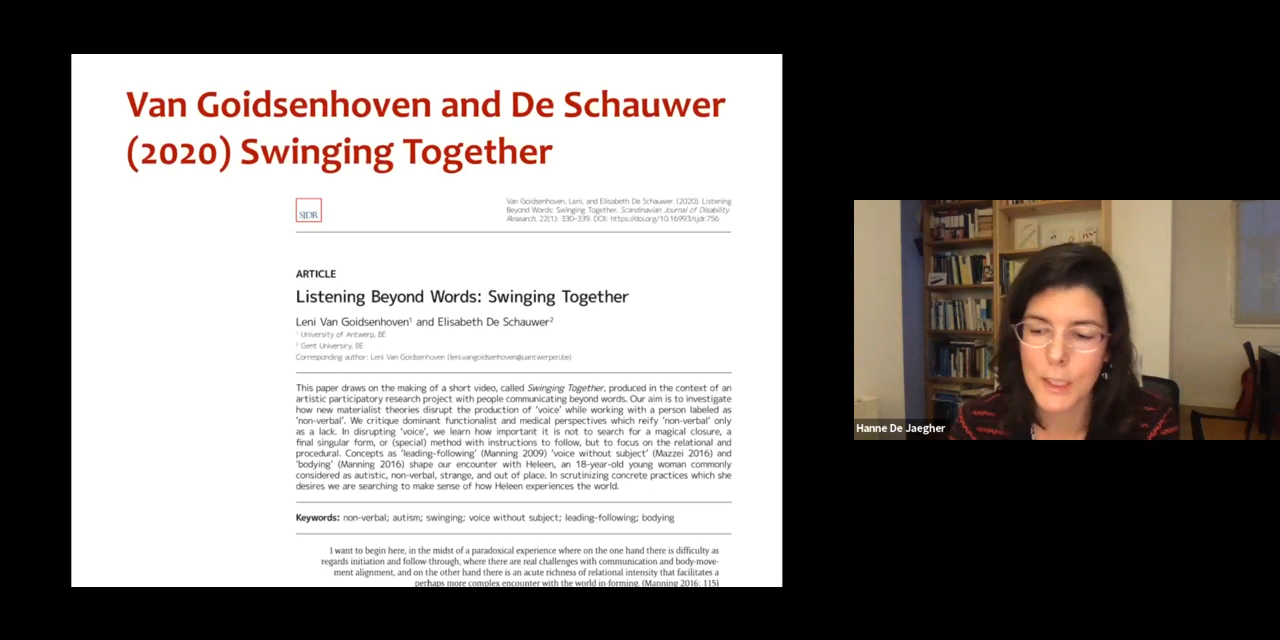 Van Goidsenhoven and De Schauwer
(2020) Swinging Together
SJDR
Van Goidsenhoven, Leni, and Elisabeth De Schauwer. (2020). Listening
Beyond Words: Swinging Together. Scandinavian Journal of Disability
Research, 22(1): 330–339. DOI: https://doi.org/10.16993/sjdr.756
ARTICLE
Listening Beyond Words: Swinging Together
Leni Van Goidsenhoven¹ and Elisabeth De Schauwer²
¹ University of Antwerp, BE
² Gent University, BE
Corresponding author: Leni Van Goidsenhoven (leni.vangoidsenhoven@uantwerpen.be)
This paper draws on the making of a short video, called Swinging Together, produced in the context of an
artistic participatory research project with people communicating beyond words. Our aim is to investigate
how new materialist theories disrupt the production of ‘voice’ while working with a person labeled as
‘non-verbal’. We critique dominant functionalist and medical perspectives which reify ‘non-verbal’ only
as a lack. In disrupting ‘voice’, we learn how important it is not to search for a magical closure, a
final singular form, or (special) method with instructions to follow, but to focus on the relational and
procedural. Concepts as ‘leading-following’ (Manning 2009) ‘voice without subject’ (Mazzei 2016) and
‘bodying’ (Manning 2016) shape our encounter with Heleen, an 18-year-old young woman commonly
considered as autistic, non-verbal, strange, and out of place. In scrutinizing concrete practices which she
desires we are searching to make sense of how Heleen experiences the world.
Keywords: non-verbal; autism; swinging; voice without subject; leading-following; bodying
I want to begin here, in the midst of a paradoxical experience where on the one hand there is difficulty as
regards initiation and follow-through, where there are real challenges with communication and body-move-
ment alignment, and on the other hand there is an acute richness of relational intensity that facilitates a
perhaps more complex encounter with the world in-forming. (Manning 2016: 115)
Hanne De Jaegher